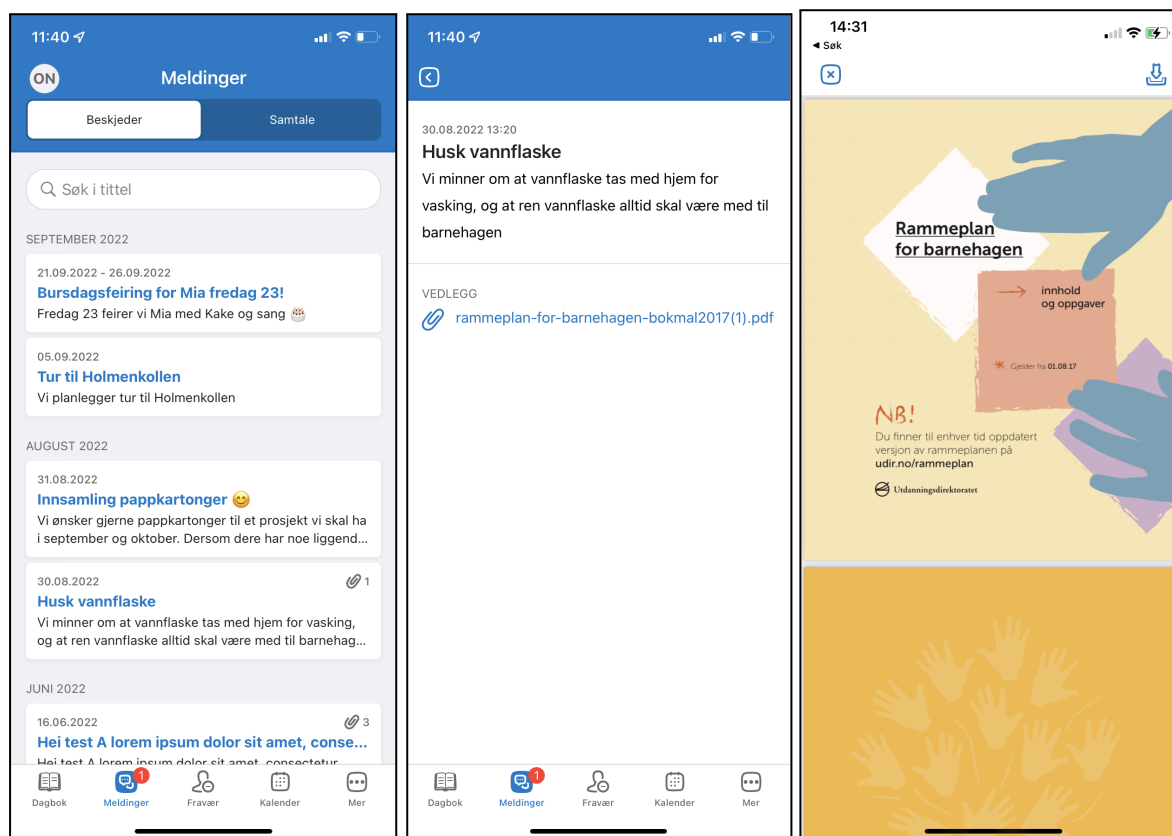 11:40
ON
Meldinger
Beskjeder
Samtale
Søk i tittel
SEPTEMBER 2022
21.09.2022 - 26.09.2022
Bursdagsfeiring for Mia fredag 23!
Fredag 23 feirer vi Mia med Kake og sang 🎂
05.09.2022
Tur til Holmenkollen
Vi planlegger tur til Holmenkollen
AUGUST 2022
31.08.2022
Innsamling pappkartonger 😊
Vi ønsker gjerne pappkartonger til et prosjekt vi skal ha
i september og oktober. Dersom dere har noe liggend...
30.08.2022
1
Husk vannflaske
Vi minner om at vannflaske tas med hjem for vasking,
og at ren vannflaske alltid skal være med til barnehag...
JUNI 2022
16.06.2022
3
Hei test A lorem ipsum dolor sit amet, conse...
Hei test A lorem ipsum dolor sit amet, consectetur
1
Dagbok
Meldinger
Fravær
Kalender
Mer
11:40
30.08.2022 13:20
Husk vannflaske
Vi minner om at vannflaske tas med hjem for
vasking, og at ren vannflaske alltid skal være med til
barnehagen
VEDLEGG
rammeplan-for-barnehagen-bokmal2017(1).pdf
1
Dagbok
Meldinger
Fravær
Kalender
Mer
14:31
◀ Søk
Rammeplan
for barnehagen
innhold
og oppgaver
Gjelder fra 01.08.17
NB!
Du finner til enhver tid oppdatert
versjon av rammeplanen på
udir.no/rammeplan
Utdanningsdirektoratet